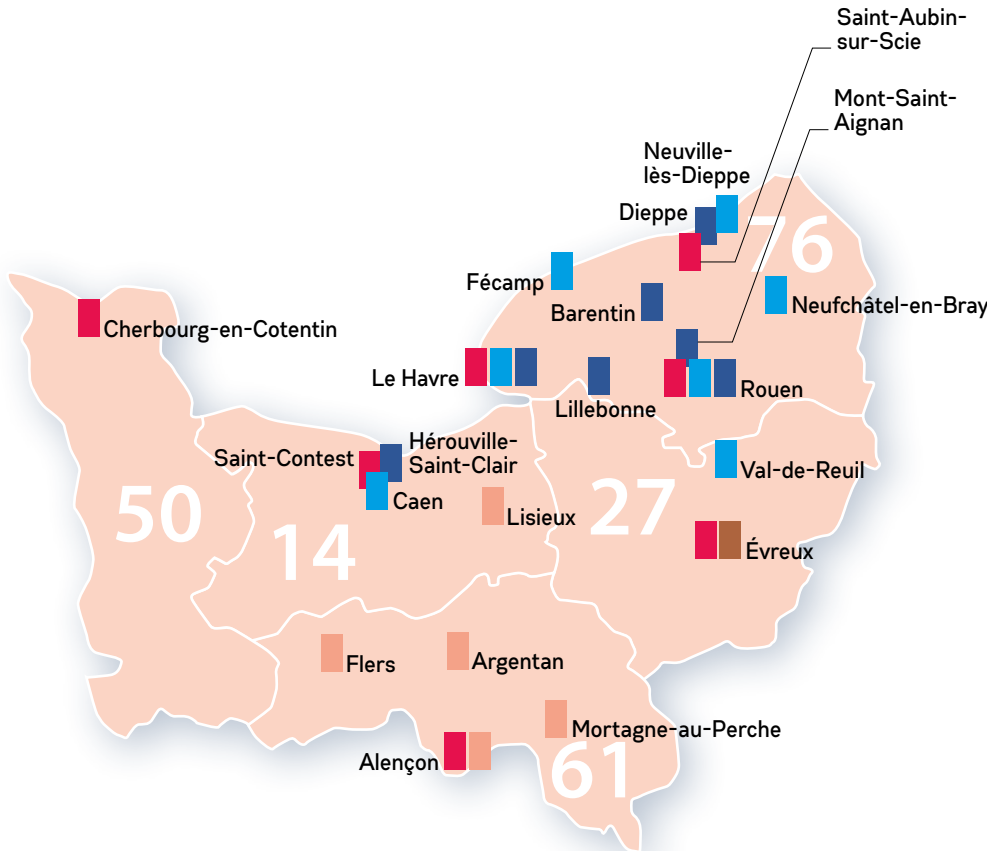 Saint-Aubin-
sur-Scie
Mont-Saint-
Aignan
Neuville-
lès-Dieppe
Dieppe
76
Fécamp
Neufchâtel-en-Bray
Barentin
Cherbourg-en-Cotentin
Le Havre
Rouen
Lillebonne
Hérouville-
Saint-Clair
Saint-Contest
Val-de-Reuil
Caen
50
Lisieux
27
14
Évreux
Flers
Argentan
Mortagne-au-Perche
Alençon
61